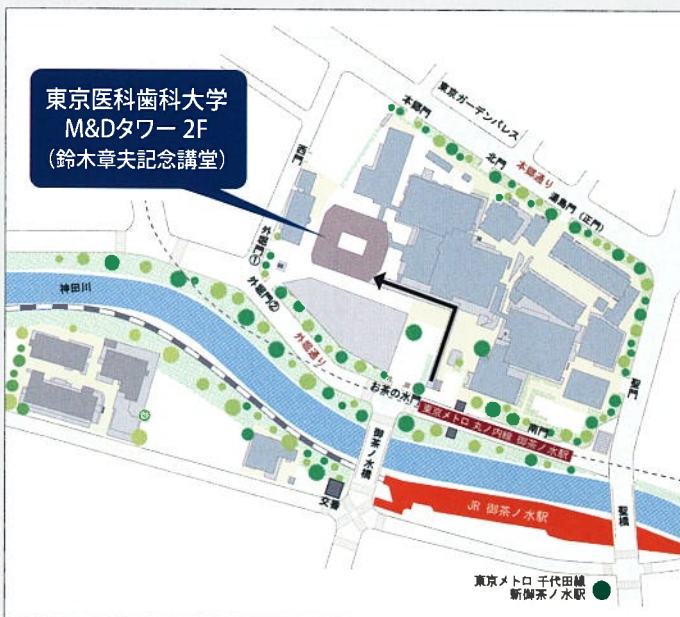 東京医科歯科大学
M&Dタワー 2F
（鈴木章夫記念講堂）
東京ガーデンパレス
本郷門
北門
本郷通り
湯島門（正門）
西門
外堀門①
外堀門②
外堀通り
神田川
お茶の水門
東京メトロ 丸ノ内線 御茶ノ水駅
南門
聖門
御茶ノ水橋
交番
JR 御茶ノ水駅
聖橋
東京メトロ 千代田線
新御茶ノ水駅